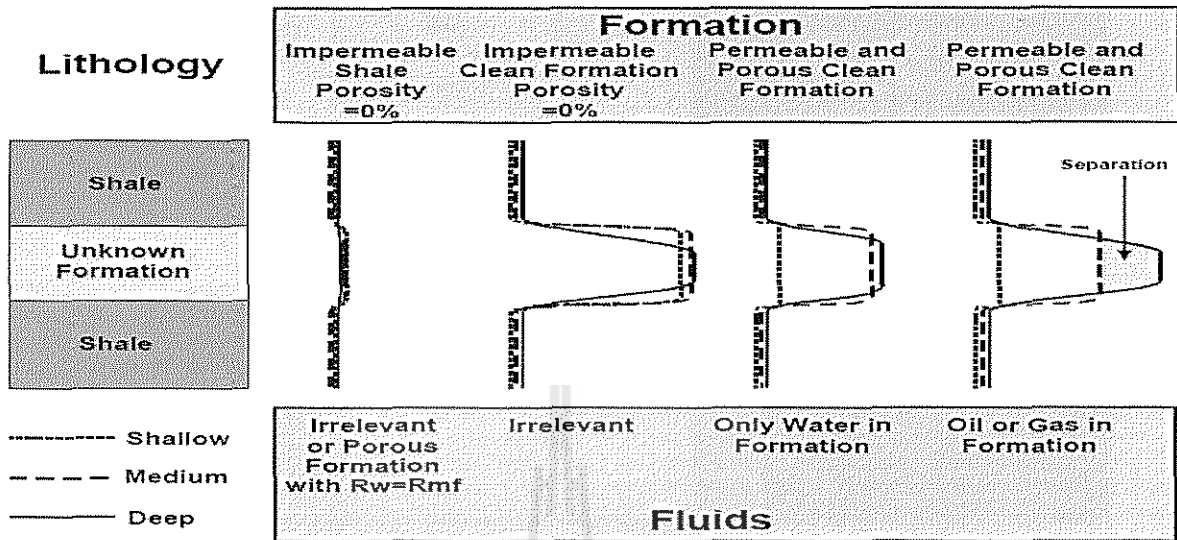 Lithology
Formation
Impermeable
Shale
Porosity
=0%
Impermeable
Clean Formation
Porosity
=0%
Permeable and
Porous Clean
Formation
Permeable and
Porous Clean
Formation
Shale
Unknown
Formation
Shale
Separation
Shallow
Medium
Deep
Irrelevant
or Porous
Formation
with Rw=Rmf
Irrelevant
Only Water in
Formation
Oil or Gas in
Formation
Fluids